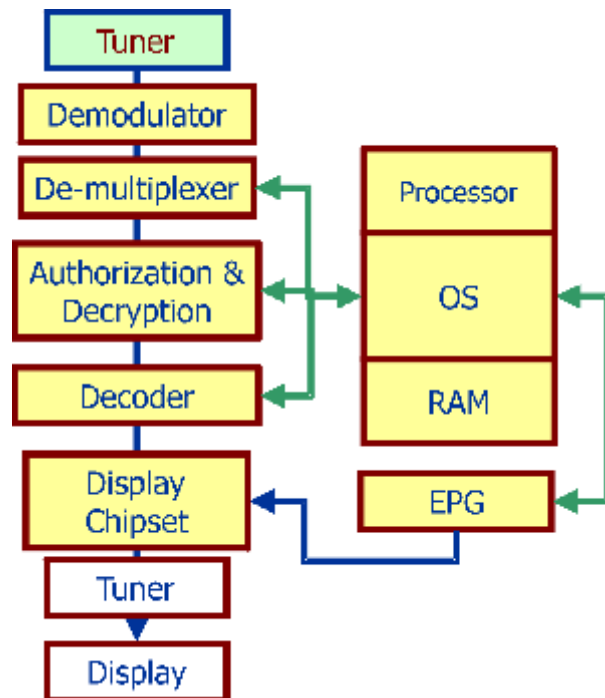 Tuner
Demodulator
De-multiplexer
Authorization &
Decryption
Decoder
Display
Chipset
Tuner
Display
Processor
OS
RAM
EPG